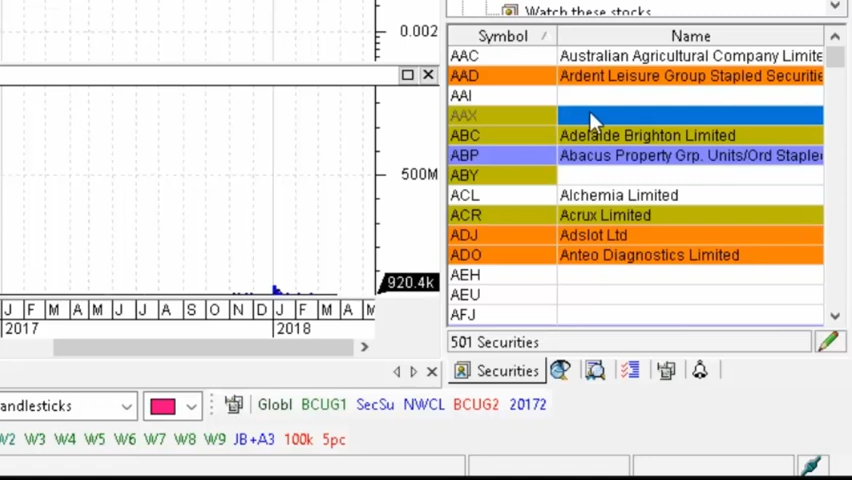 Watch these stocks
0.002
Symbol Name
AAC Australian Agricultural Company Limite
AAD Ardent Leisure Group Stapled Securitie
AAI
AAX
ABC Adelaide Brighton Limited
ABP Abacus Property Grp. Units/Ord Staple
ABY
ACL Alchemia Limited
ACR Acrux Limited
ADJ Adslot Ltd
ADO Anteo Diagnostics Limited
AEH
AEU
AFJ
500M
920.4k
J F M A M J J A S O N D J F M A M
2017 2018
501 Securities
Securities
andlesticks Globl BCUG1 SecSu NWCL BCUG2 20172
W2 W3 W4 W5 W6 W7 W8 W9 JB+A3 100k 5pc